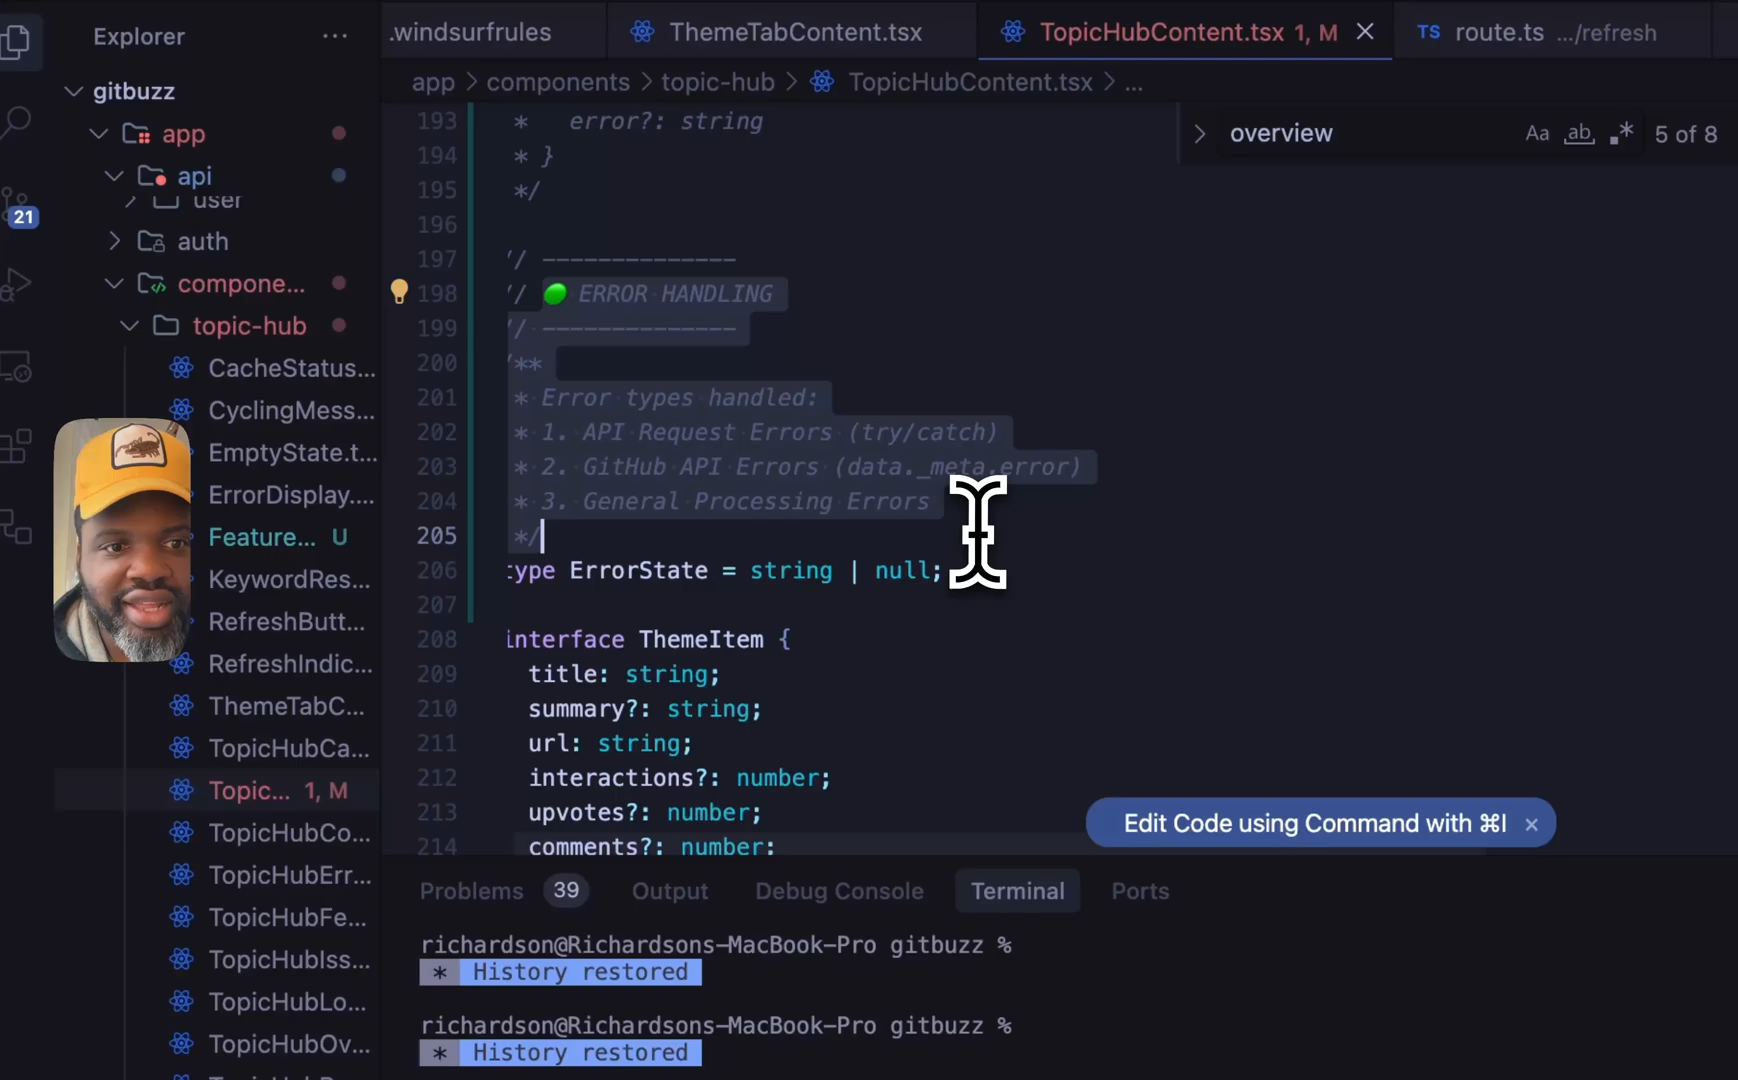 Explorer
.windsurfrules
ThemeTabContent.tsx
TopicHubContent.tsx 1, M
TS route.ts .../refresh
app > components > topic-hub > TopicHubContent.tsx > ...
overview
Aa ab, .* 5 of 8
gitbuzz
app
api
user
auth
compone...
topic-hub
CacheStatus...
CyclingMess...
EmptyState.t...
ErrorDisplay....
Feature... U
KeywordRes...
RefreshButt...
RefreshIndic...
ThemeTabC...
TopicHubCa...
Topic... 1, M
TopicHubCo...
TopicHubErr...
TopicHubFe...
TopicHubIss...
TopicHubLo...
TopicHubOv...
21
193 * error?: string
194 * }
195 */
196
197 // ——————————————
198 // 🟢 ERROR HANDLING
199 // ——————————————
200 /**
201 * Error types handled:
202 * 1. API Request Errors (try/catch)
203 * 2. GitHub API Errors (data._meta.error)
204 * 3. General Processing Errors
205 */
206 type ErrorState = string | null;
207
208 interface ThemeItem {
209 title: string;
210 summary?: string;
211 url: string;
212 interactions?: number;
213 upvotes?: number;
214 comments?: number;
Edit Code using Command with ⌘I ×
Problems 39 Output Debug Console Terminal Ports
richardson@Richardsons-MacBook-Pro gitbuzz %
* History restored
richardson@Richardsons-MacBook-Pro gitbuzz %
* History restored